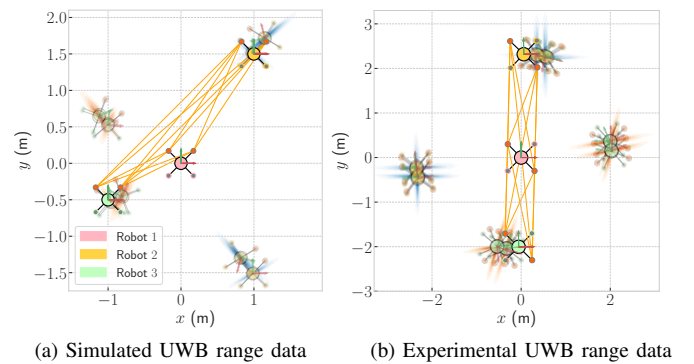 2.0
1.5
1.0
0.5
0.0
−0.5
−1.0
−1.5
y (m)
−1
0
1
x (m)
Robot 1
Robot 2
Robot 3
(a) Simulated UWB range data
3
2
1
0
−1
−2
−3
y (m)
−2
0
2
x (m)
(b) Experimental UWB range data